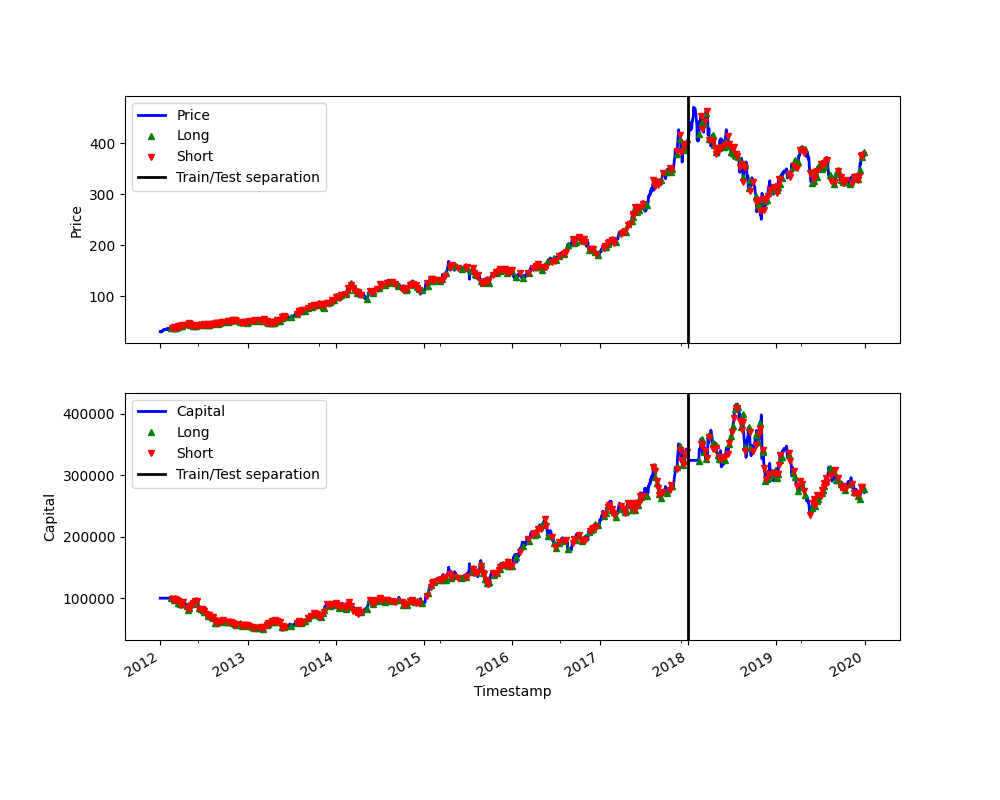 Price
Long
Short
Train/Test separation
400
300
200
100
Price
Capital
Long
Short
Train/Test separation
400000
300000
200000
100000
Capital
2012 2013 2014 2015 2016 2017 2018 2019 2020
Timestamp